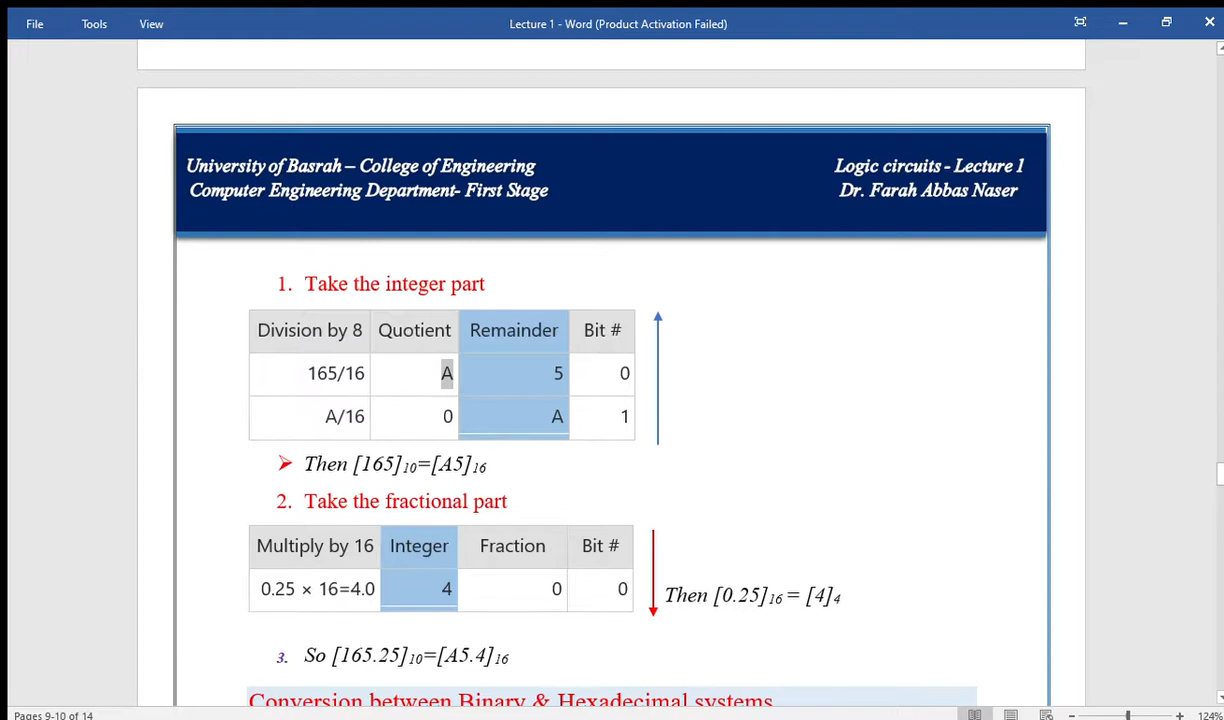 File Tools View Lecture 1 - Word (Product Activation Failed)
University of Basrah – College of Engineering Logic circuits - Lecture 1
Computer Engineering Department- First Stage Dr. Farah Abbas Naser
1. Take the integer part
Division by 8 Quotient Remainder Bit #
165/16 A 5 0
A/16 0 A 1
➢ Then [165]10=[A5]16
2. Take the fractional part
Multiply by 16 Integer Fraction Bit #
0.25 × 16=4.0 4 0 0
Then [0.25]16 = [4]4
3. So [165.25]10=[A5.4]16
Conversion between Binary & Hexadecimal systems
Pages 9-10 of 14 124%